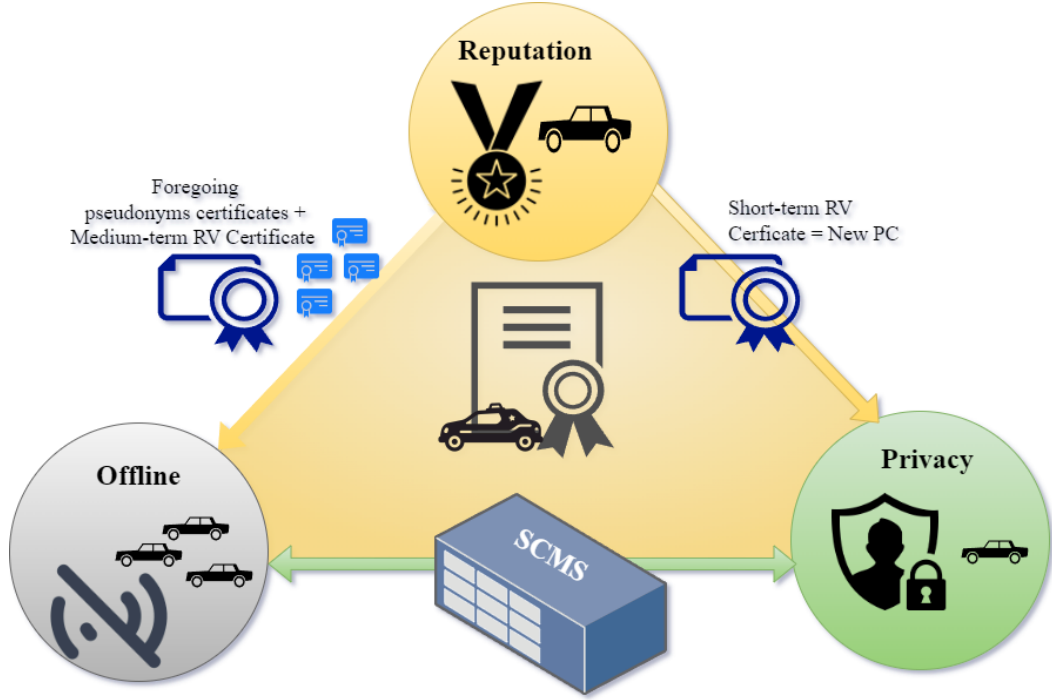 Reputation
Foregoing
pseudonyms certificates +
Medium-term RV Certificate
Short-term RV
Cerficate = New PC
Offline
Privacy
SCMS